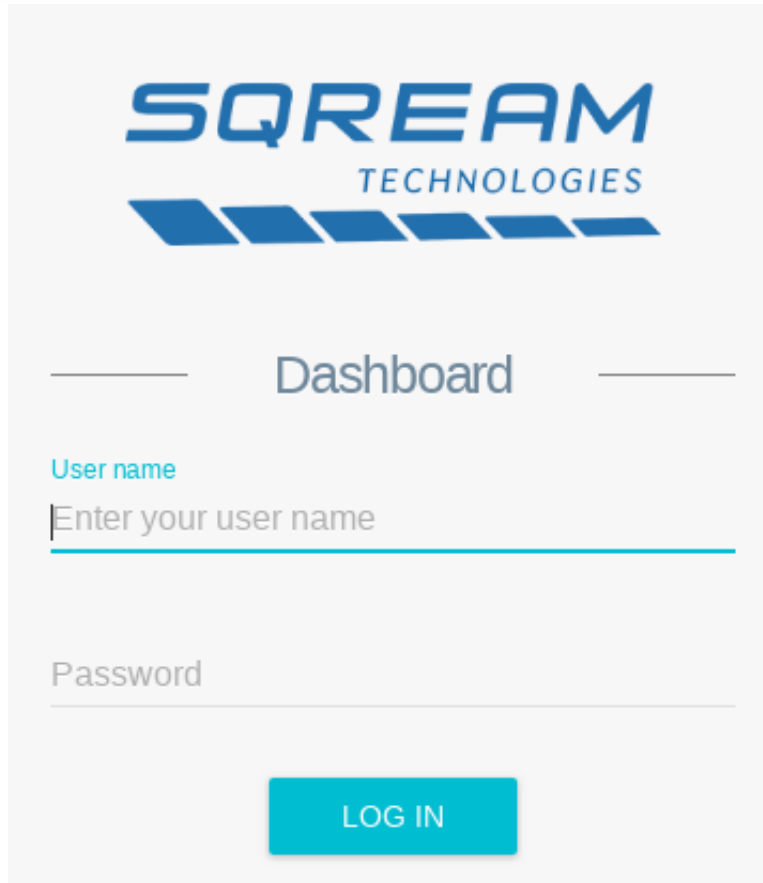 SQREAM
TECHNOLOGIES
Dashboard
User name
Enter your user name
Password
LOG IN